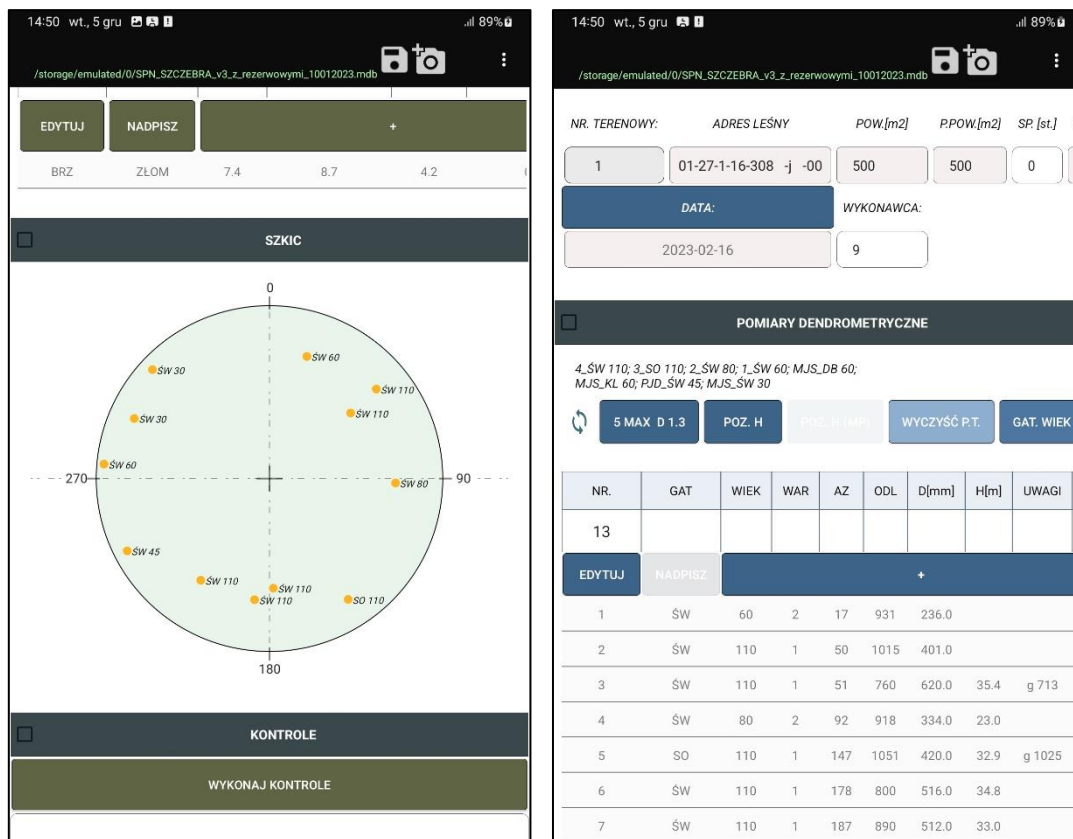 14:50 wt., 5 gru .ııl 89%
/storage/emulated/0/SPN_SZCZEBRA_v3_z_rezerwowymi_10012023.mdb
EDYTUJ NADPISZ +
BRZ ZŁOM 7.4 8.7 4.2
SZKIC
0
ŚW 60
ŚW 30
ŚW 110
ŚW 110
ŚW 30
ŚW 60
270 ŚW 80 90
ŚW 45
ŚW 110
ŚW 110
ŚW 110
SO 110
180
KONTROLE
WYKONAJ KONTROLE
14:50 wt., 5 gru 89%
/storage/emulated/0/SPN_SZCZEBRA_v3_z_rezerwowymi_10012023.mdb
NR. TERENOWY: ADRES LEŚNY POW.[m2] P.POW.[m2] SP. [st.]
1 01-27-1-16-308 -j -00 500 500 0
DATA: WYKONAWCA:
2023-02-16 9
POMIARY DENDROMETRYCZNE
4_ŚW 110; 3_SO 110; 2_ŚW 80; 1_ŚW 60; MJS_DB 60;
MJS_KL 60; PJD_ŚW 45; MJS_ŚW 30
5 MAX D 1.3 POZ. H POZ. H (MP) WYCZYŚĆ P.T. GAT. WIEK
NR. GAT WIEK WAR AZ ODL D[mm] H[m] UWAGI
13
EDYTUJ NADPISZ +
1 ŚW 60 2 17 931 236.0
2 ŚW 110 1 50 1015 401.0
3 ŚW 110 1 51 760 620.0 35.4 g 713
4 ŚW 80 2 92 918 334.0 23.0
5 SO 110 1 147 1051 420.0 32.9 g 1025
6 ŚW 110 1 178 800 516.0 34.8
7 ŚW 110 1 187 890 512.0 33.0